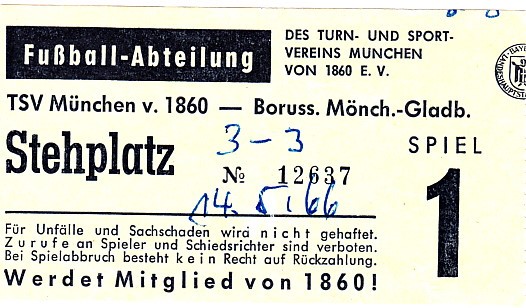 Fußball-Abteilung
DES TURN- UND SPORT-
VEREINS MUNCHEN
VON 1860 E. V.
TSV München v. 1860 — Boruss. Mönch.-Gladb.
Stehplatz
3-3
№ 12637
14. 5. 66
SPIEL
1
Für Unfälle und Sachschaden wird nicht gehaftet.
Zurufe an Spieler und Schiedsrichter sind verboten.
Bei Spielabbruch besteht kein Recht auf Rückzahlung.
Werdet Mitglied von 1860!